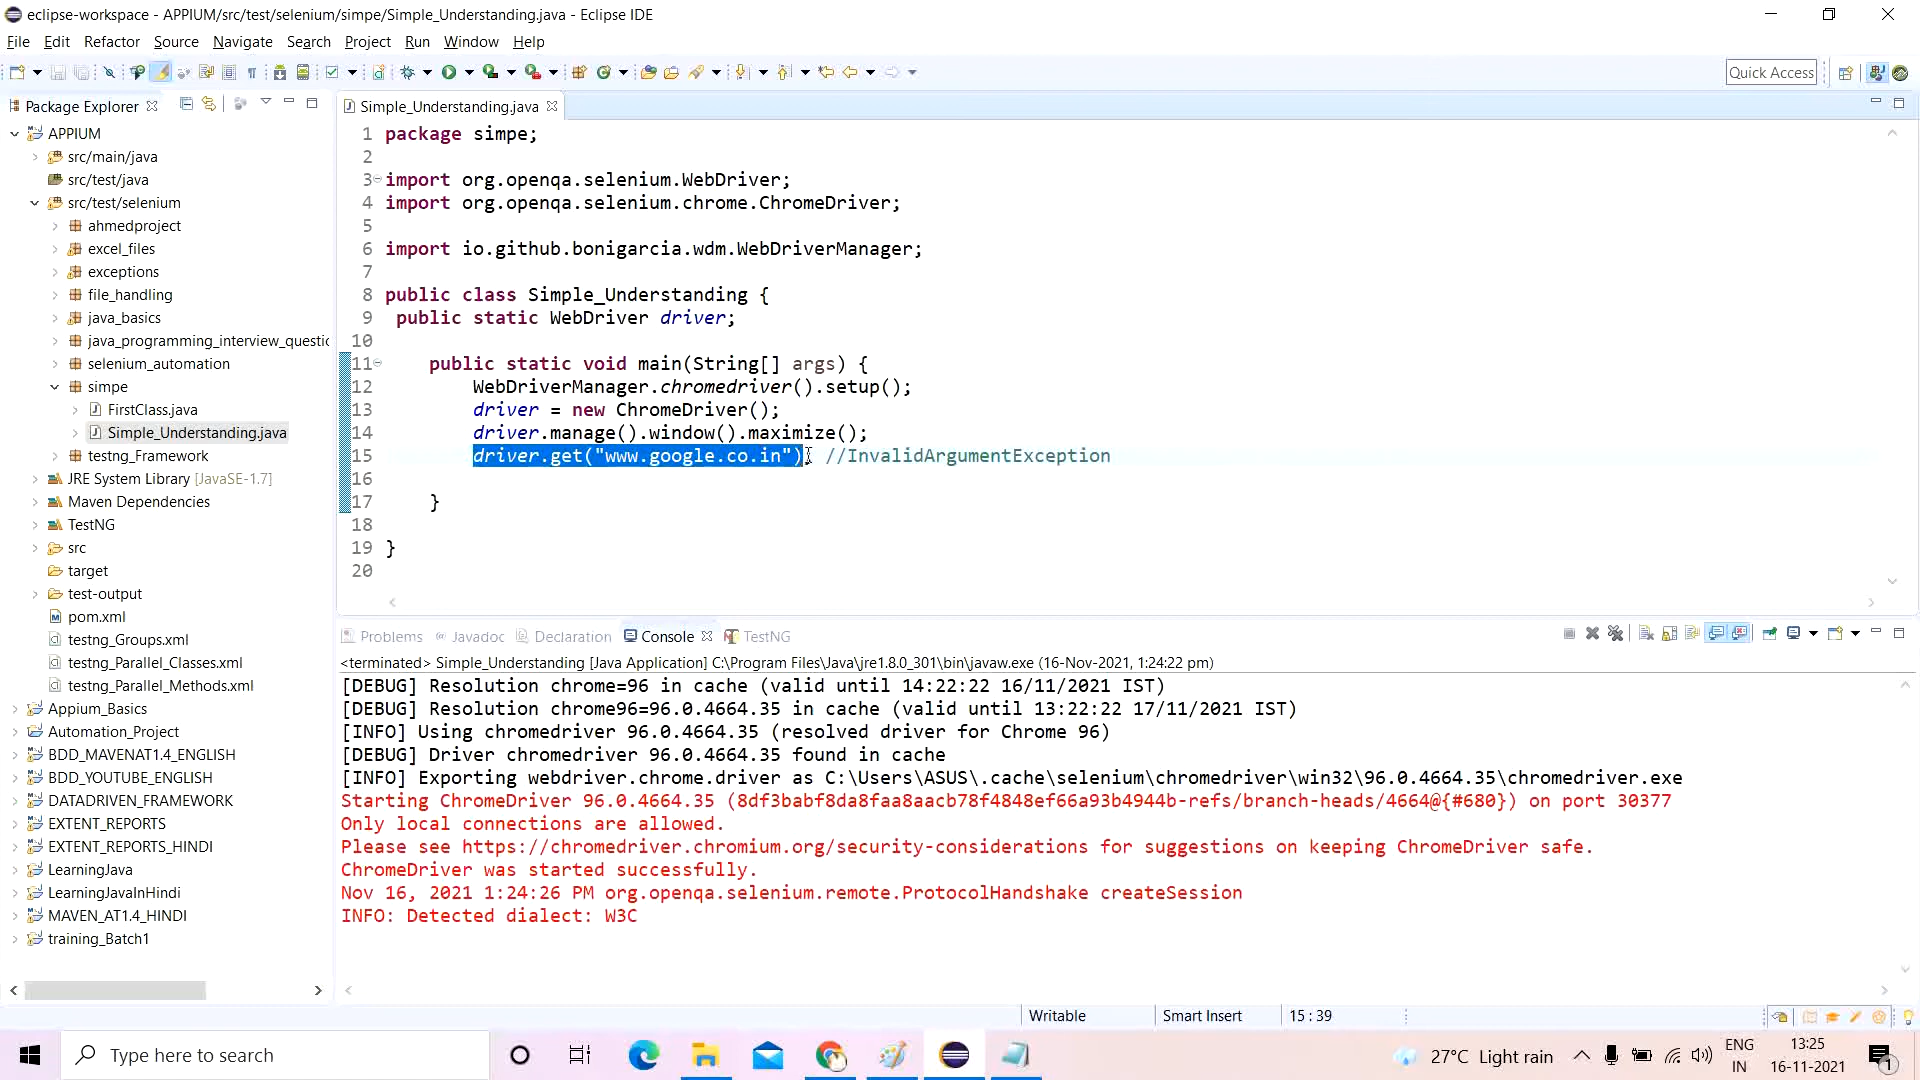 eclipse-workspace - APPIUM/src/test/selenium/simpe/Simple_Understanding.java - Eclipse IDE
File Edit Refactor Source Navigate Search Project Run Window Help
Quick Access
Package Explorer
APPIUM
src/main/java
src/test/java
src/test/selenium
ahmedproject
excel_files
exceptions
file_handling
java_basics
java_programming_interview_questic
selenium_automation
simpe
FirstClass.java
Simple_Understanding.java
testng_Framework
JRE System Library [JavaSE-1.7]
Maven Dependencies
TestNG
src
target
test-output
pom.xml
testng_Groups.xml
testng_Parallel_Classes.xml
testng_Parallel_Methods.xml
Appium_Basics
Automation_Project
BDD_MAVENAT1.4_ENGLISH
BDD_YOUTUBE_ENGLISH
DATADRIVEN_FRAMEWORK
EXTENT_REPORTS
EXTENT_REPORTS_HINDI
LearningJava
LearningJavaInHindi
MAVEN_AT1.4_HINDI
training_Batch1
Simple_Understanding.java
1 package simpe;
2
3 import org.openqa.selenium.WebDriver;
4 import org.openqa.selenium.chrome.ChromeDriver;
5
6 import io.github.bonigarcia.wdm.WebDriverManager;
7
8 public class Simple_Understanding {
9 public static WebDriver driver;
10
11 public static void main(String[] args) {
12 WebDriverManager.chromedriver().setup();
13 driver = new ChromeDriver();
14 driver.manage().window().maximize();
15 driver.get("www.google.co.in"); //InvalidArgumentException
16
17 }
18
19 }
20
Problems Javadoc Declaration Console TestNG
<terminated> Simple_Understanding [Java Application] C:\Program Files\Java\jre1.8.0_301\bin\javaw.exe (16-Nov-2021, 1:24:22 pm)
[DEBUG] Resolution chrome=96 in cache (valid until 14:22:22 16/11/2021 IST)
[DEBUG] Resolution chrome96=96.0.4664.35 in cache (valid until 13:22:22 17/11/2021 IST)
[INFO] Using chromedriver 96.0.4664.35 (resolved driver for Chrome 96)
[DEBUG] Driver chromedriver 96.0.4664.35 found in cache
[INFO] Exporting webdriver.chrome.driver as C:\Users\ASUS\.cache\selenium\chromedriver\win32\96.0.4664.35\chromedriver.exe
Starting ChromeDriver 96.0.4664.35 (8df3babf8da8faa8aacb78f4848ef66a93b4944b-refs/branch-heads/4664@{#680}) on port 30377
Only local connections are allowed.
Please see https://chromedriver.chromium.org/security-considerations for suggestions on keeping ChromeDriver safe.
ChromeDriver was started successfully.
Nov 16, 2021 1:24:26 PM org.openqa.selenium.remote.ProtocolHandshake createSession
INFO: Detected dialect: W3C
Writable Smart Insert 15 : 39
Type here to search
27°C Light rain
ENG
IN
13:25
16-11-2021
1